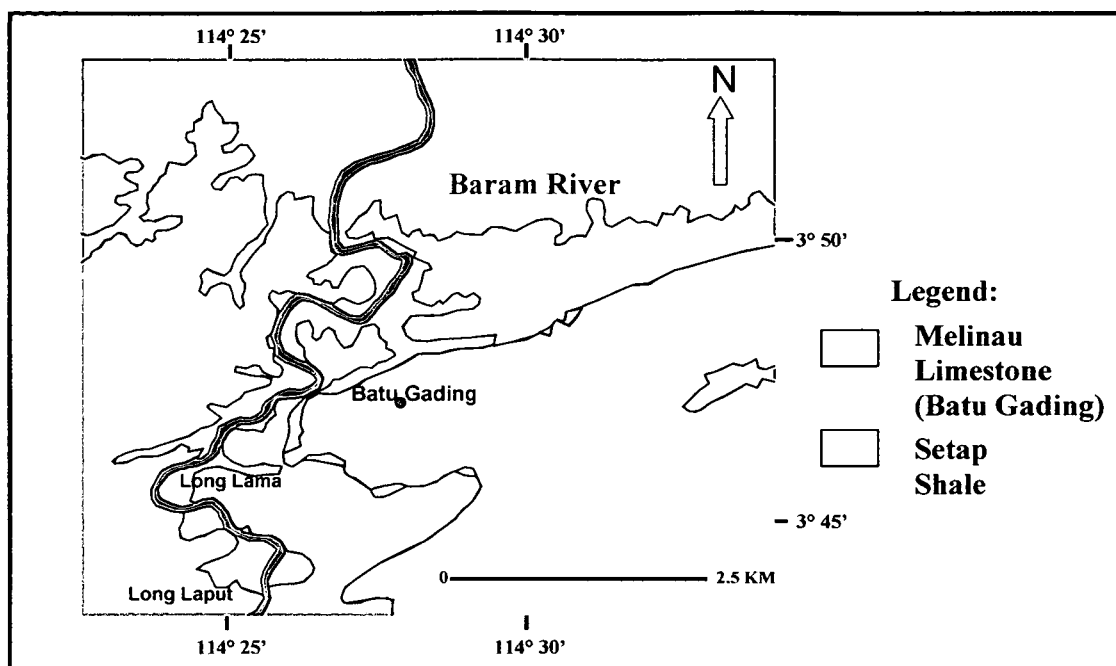 114° 25'
114° 30'
N
Baram River
3° 50'
Legend:
Melinau
Limestone
(Batu Gading)
Setap
Shale
Batu Gading
Long Lama
3° 45'
0
2.5 KM
Long Laput
114° 25'
114° 30'